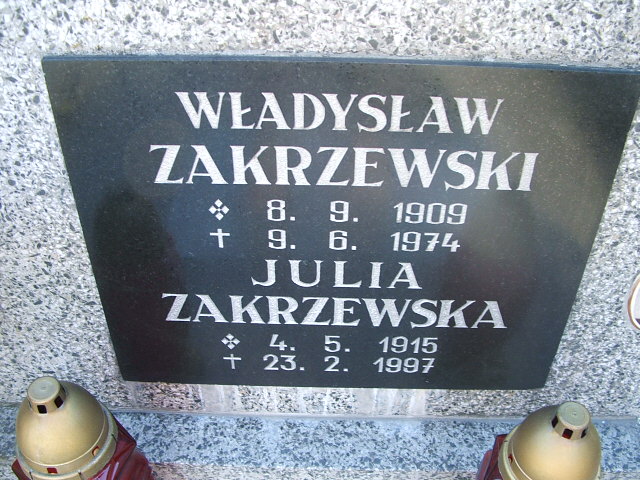 WŁADYSŁAW
ZAKRZEWSKI
❖ 8. 9. 1909
✝ 9. 6. 1974
JULIA
ZAKRZEWSKA
❖ 4. 5. 1915
✝ 23. 2. 1997